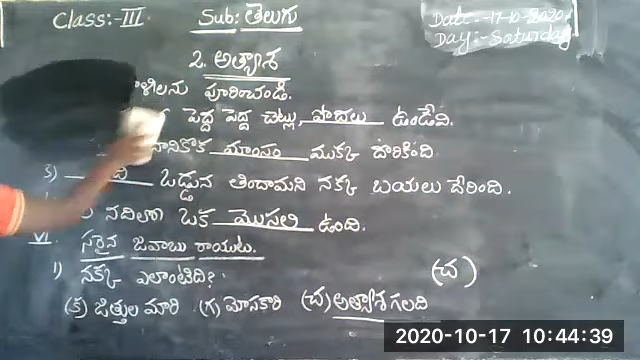 Class:-III Sub: తెలుగు Date:-17-10-2020
Day:- Saturday
2. అత్యాశ
పూరించండి.
పెద్ద పెద్ద చెట్లు, పొదలు ఉండేవి.
మాంసం ముక్క దొరికింది
3) ఒడ్డున తిందామని నక్క బయలు దేరింది.
నదిలో ఒక మొసలి ఉంది.
VI. సరైన జవాబు రాయుట.
1) నక్క ఎలాంటిది? (చ)
(క) జిత్తుల మారి (గ) మోసకారి (చ) అత్యాశ గలది
2020-10-17 10:44:39